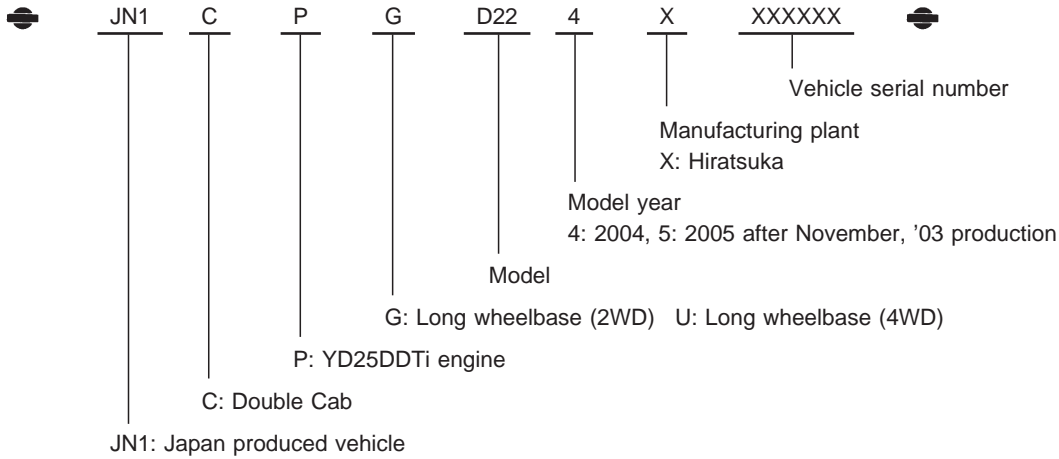 JN1 C P G D22 4 X XXXXXX
Vehicle serial number
Manufacturing plant
X: Hiratsuka
Model year
4: 2004, 5: 2005 after November, '03 production
Model
G: Long wheelbase (2WD) U: Long wheelbase (4WD)
P: YD25DDTi engine
C: Double Cab
JN1: Japan produced vehicle